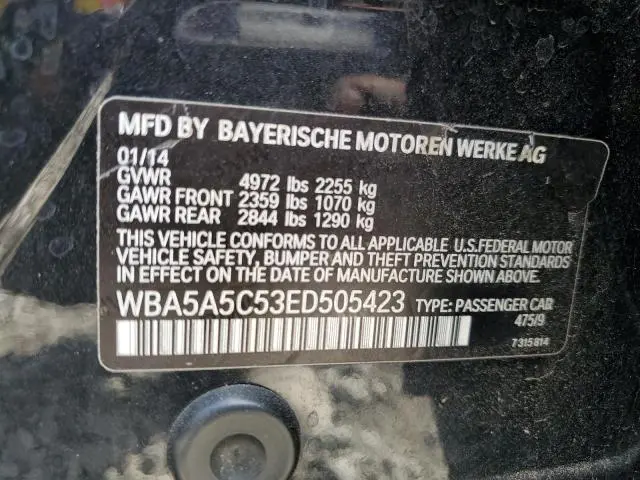 MFD BY BAYERISCHE MOTOREN WERKE AG
01/14
GVWR 4972 lbs 2255 kg
GAWR FRONT 2359 lbs 1070 kg
GAWR REAR 2844 lbs 1290 kg
THIS VEHICLE CONFORMS TO ALL APPLICABLE U.S.FEDERAL MOTOR
VEHICLE SAFETY, BUMPER AND THEFT PREVENTION STANDARDS
IN EFFECT ON THE DATE OF MANUFACTURE SHOWN ABOVE.
WBA5A5C53ED505423 TYPE: PASSENGER CAR
475/9
7315814